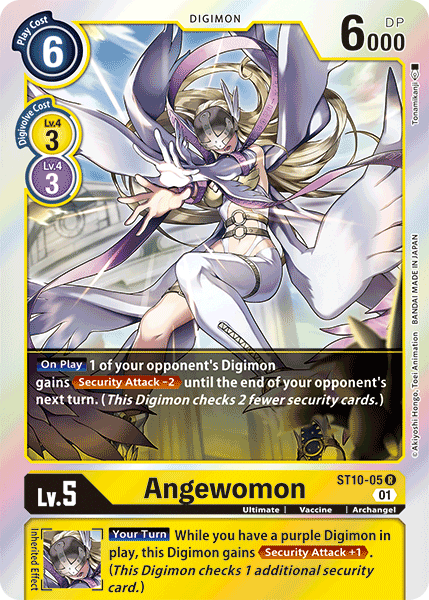 Play Cost
6
DIGIMON
DP
6000
Digivolve Cost
Lv.4
3
Lv.4
3
Tonamikanji
©Akiyoshi Hongo, Toei Animation BANDAI MADE IN JAPAN
On Play 1 of your opponent's Digimon
gains Security Attack -2 until the end of your opponent's
next turn. (This Digimon checks 2 fewer security cards.)
ST10-05 R
01
Lv.5
Angewomon
Ultimate | Vaccine | Archangel
Inherited Effect
Your Turn While you have a purple Digimon in
play, this Digimon gains Security Attack +1.
(This Digimon checks 1 additional security
card.)